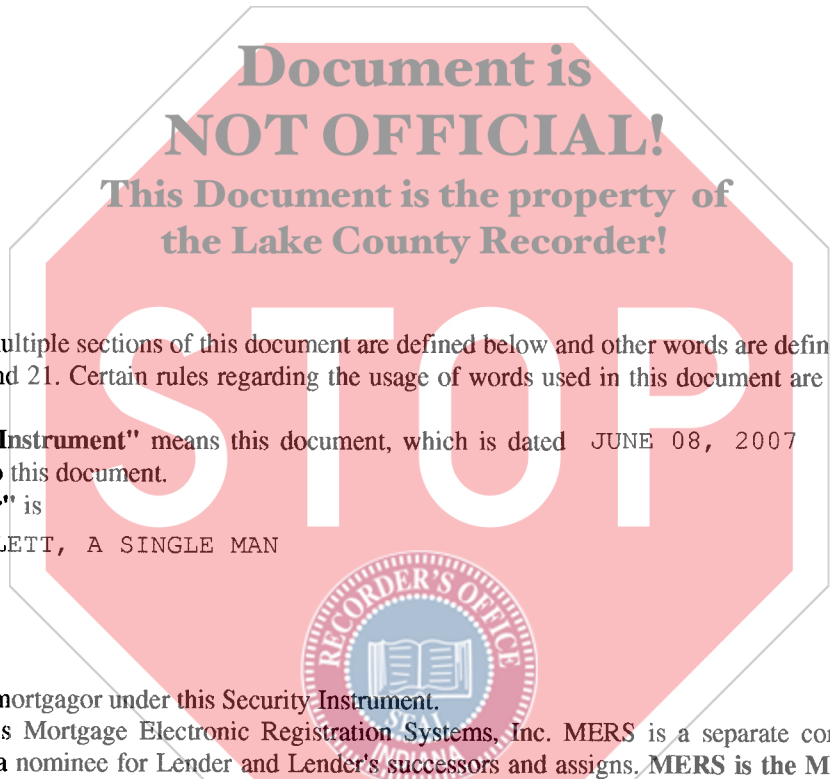 Document is
NOT OFFICIAL!
This Document is the property of
the Lake County Recorder!
STOP
ultiple sections of this document are defined below and other words are defin
nd 21. Certain rules regarding the usage of words used in this document are
Instrument" means this document, which is dated JUNE 08, 2007
this document.
" is
LETT, A SINGLE MAN
RECORDER'S OFFICE
SEAL
INDIANA
mortgagor under this Security Instrument.
s Mortgage Electronic Registration Systems, Inc. MERS is a separate cor
a nominee for Lender and Lender's successors and assigns. MERS is the M